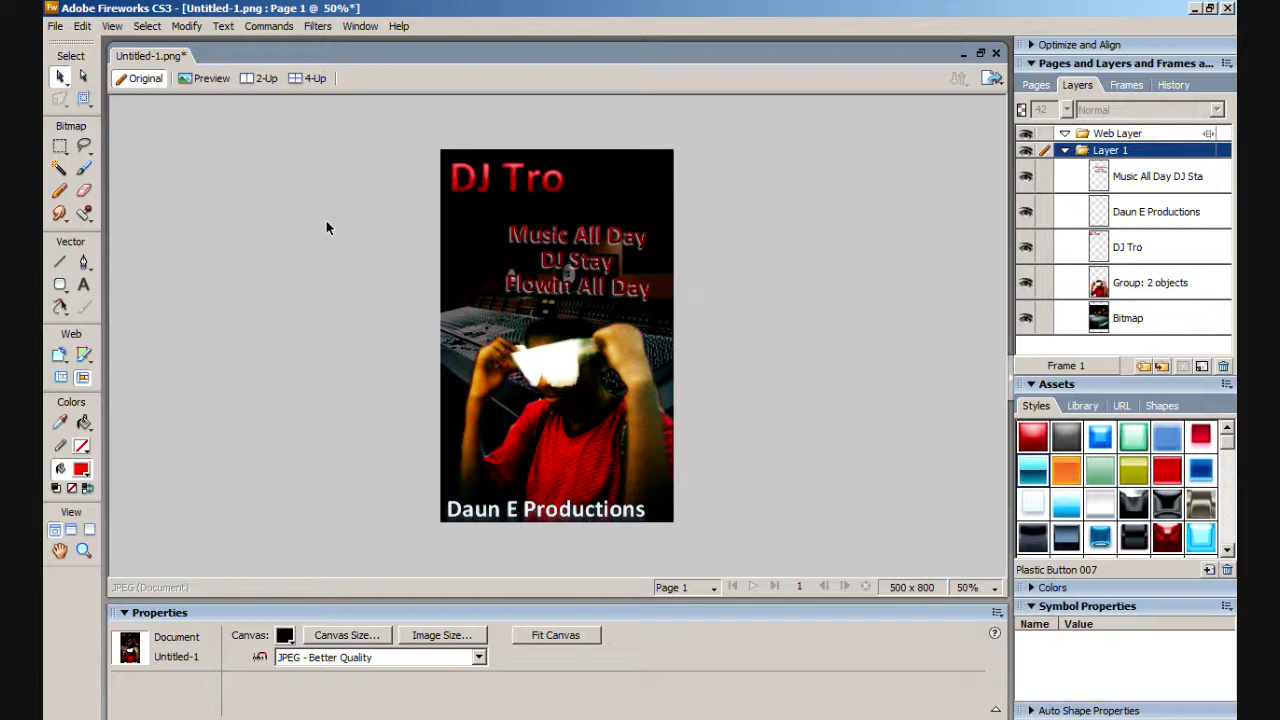 Adobe Fireworks CS3 - [Untitled-1.png : Page 1 @ 50%*]
File Edit View Select Modify Text Commands Filters Window Help
Select
Untitled-1.png*
Original Preview 2-Up 4-Up
Bitmap
Vector
Web
Colors
View
DJ Tro
Music All Day
DJ Stay
Flowin All Day
Daun E Productions
JPEG (Document)
Page 1
1
500 x 800
50%
Properties
Document
Untitled-1
Canvas:
Canvas Size...
Image Size...
Fit Canvas
JPEG - Better Quality
Optimize and Align
Pages and Layers and Frames a...
Pages Layers Frames History
42 Normal
Web Layer
Layer 1
Music All Day DJ Sta
Daun E Productions
DJ Tro
Group: 2 objects
Bitmap
Frame 1
Assets
Styles Library URL Shapes
Plastic Button 007
Colors
Symbol Properties
Name Value
Auto Shape Properties